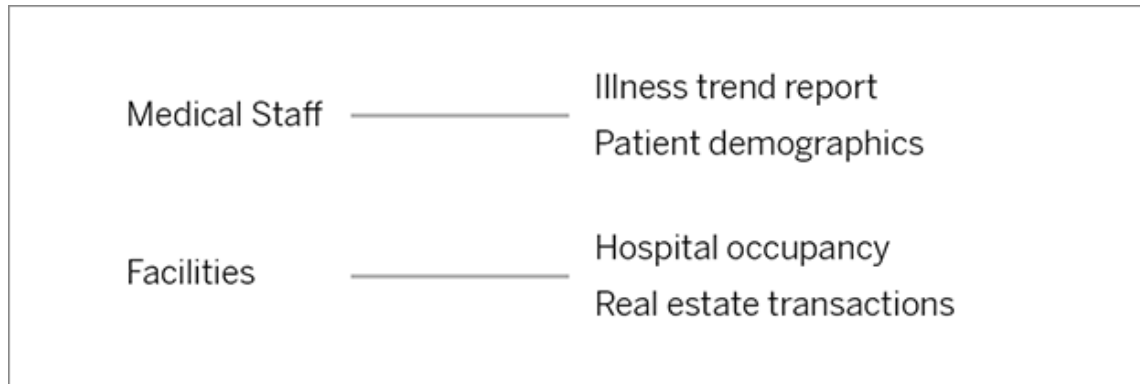 Medical Staff
Illness trend report
Patient demographics
Facilities
Hospital occupancy
Real estate transactions